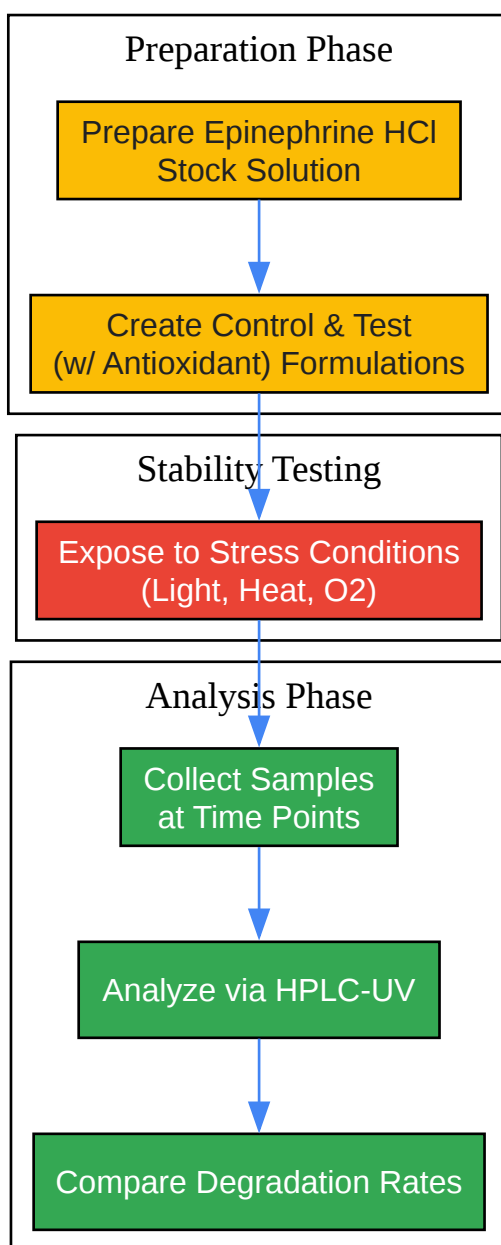 Preparation Phase
Prepare Epinephrine HCl
Stock Solution
Create Control & Test
(w/ Antioxidant) Formulations
Stability Testing
Expose to Stress Conditions
(Light, Heat, O2)
Analysis Phase
Collect Samples
at Time Points
Analyze via HPLC-UV
Compare Degradation Rates